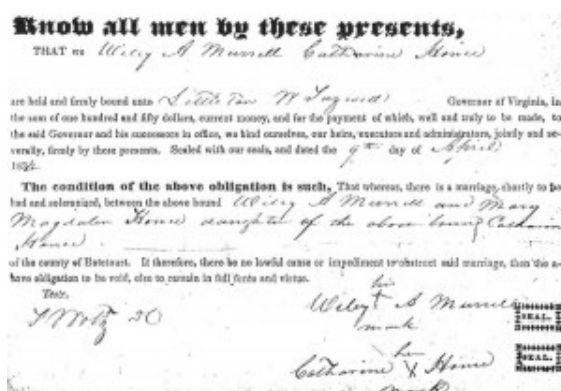 Know all men by these presents,
THAT we Wiley A Murrell Catharine Honce
are held and firmly bound unto Littleton W Tazwell Governor of Virginia, in
the sum of one hundred and fifty dollars, current money, and for the payment of which, well and truly to be made, to
the said Governor and his successors in office, we bind ourselves, our heirs, executors and administrators, jointly and se-
verally, firmly by these presents. Sealed with our seals, and dated the 9th day of April
183
The condition of the above obligation is such, That whereas, there is a marriage, shortly to be
had and solemnized, between the above bound Wiley A Murrell and Mary
Magdalen Honce daughter of the above bound Catharine
Honce
of the county of Botetourt. If therefore, there be no lawful cause or impediment to obstruct said marriage, then the a-
bove obligation to be void, else to remain in full force and virtue.
Teste,
his
Wiley A Murrell SEAL.
mark
her
Catharine X Honce SEAL.
mark